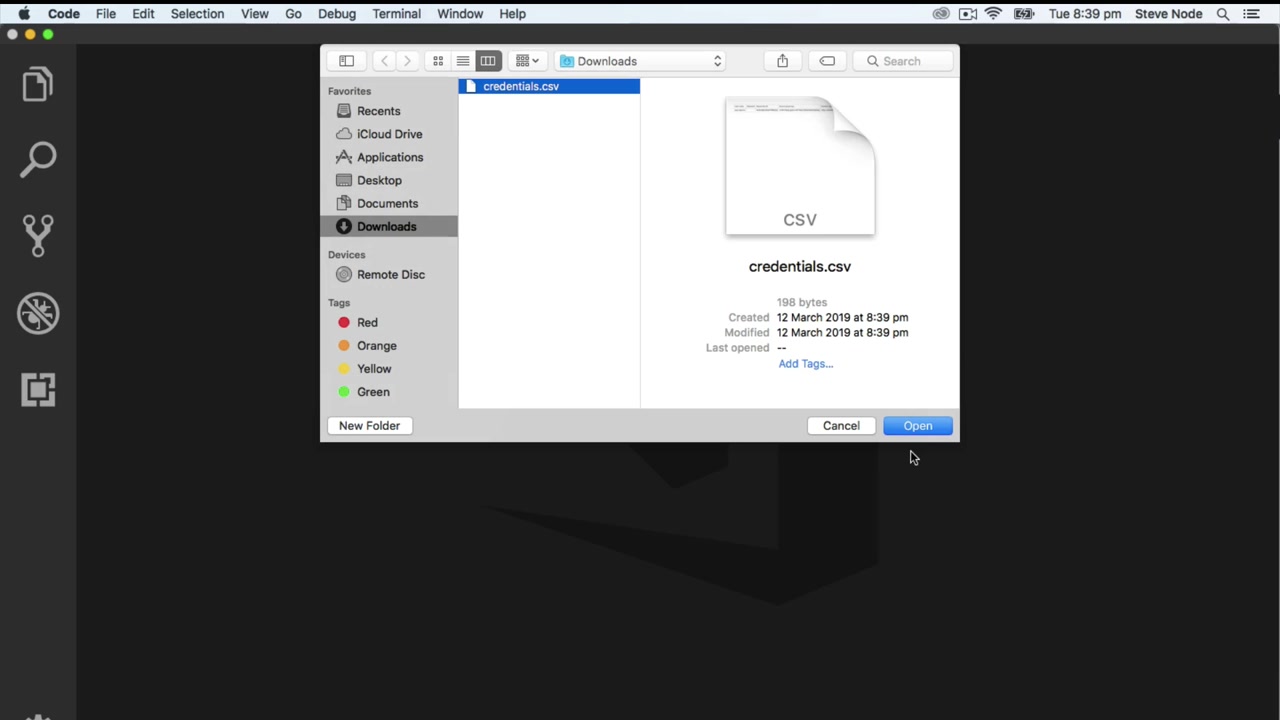 Code File Edit Selection View Go Debug Terminal Window Help Tue 8:39 pm Steve Node
Downloads
Search
Favorites
Recents
iCloud Drive
Applications
Desktop
Documents
Downloads
Devices
Remote Disc
Tags
Red
Orange
Yellow
Green
credentials.csv
CSV
credentials.csv
198 bytes
Created 12 March 2019 at 8:39 pm
Modified 12 March 2019 at 8:39 pm
Last opened --
Add Tags...
New Folder
Cancel
Open